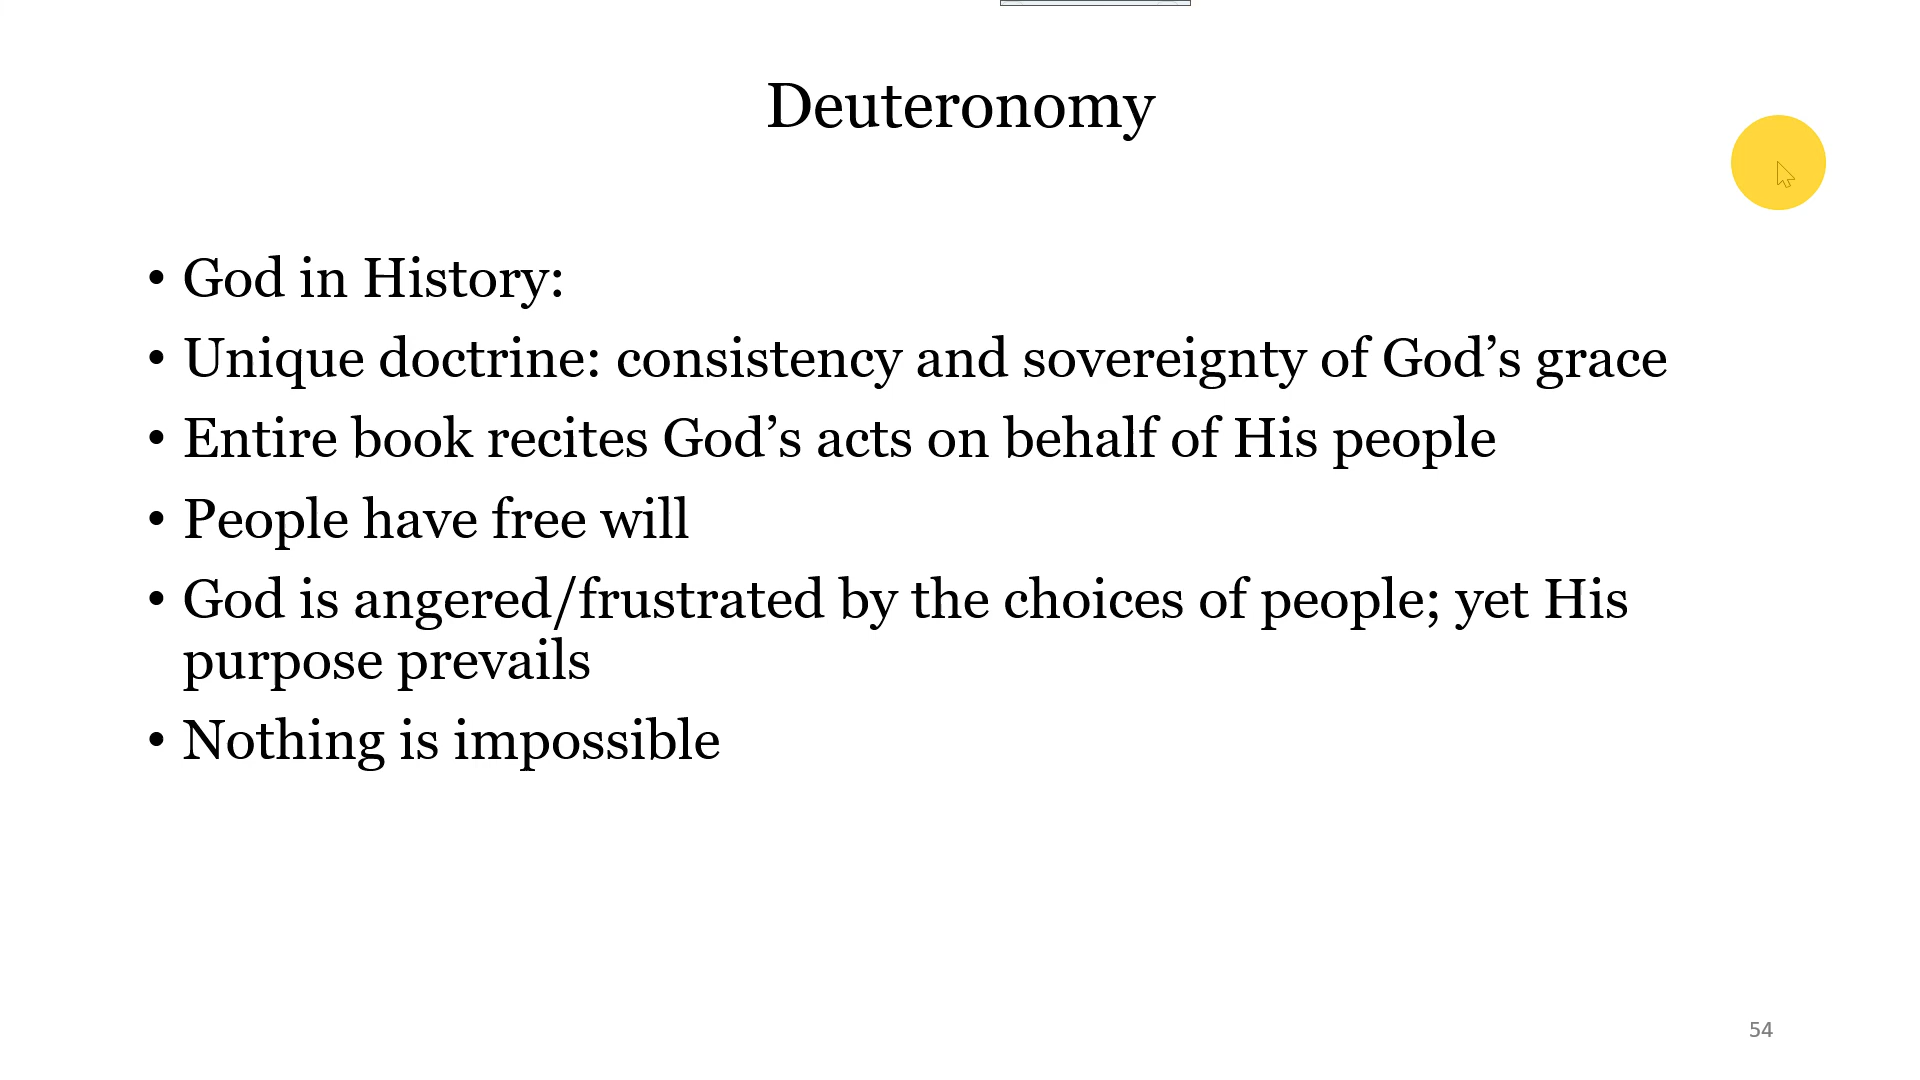 Deuteronomy
• God in History:
• Unique doctrine: consistency and sovereignty of God’s grace
• Entire book recites God’s acts on behalf of His people
• People have free will
• God is angered/frustrated by the choices of people; yet His
purpose prevails
• Nothing is impossible
54